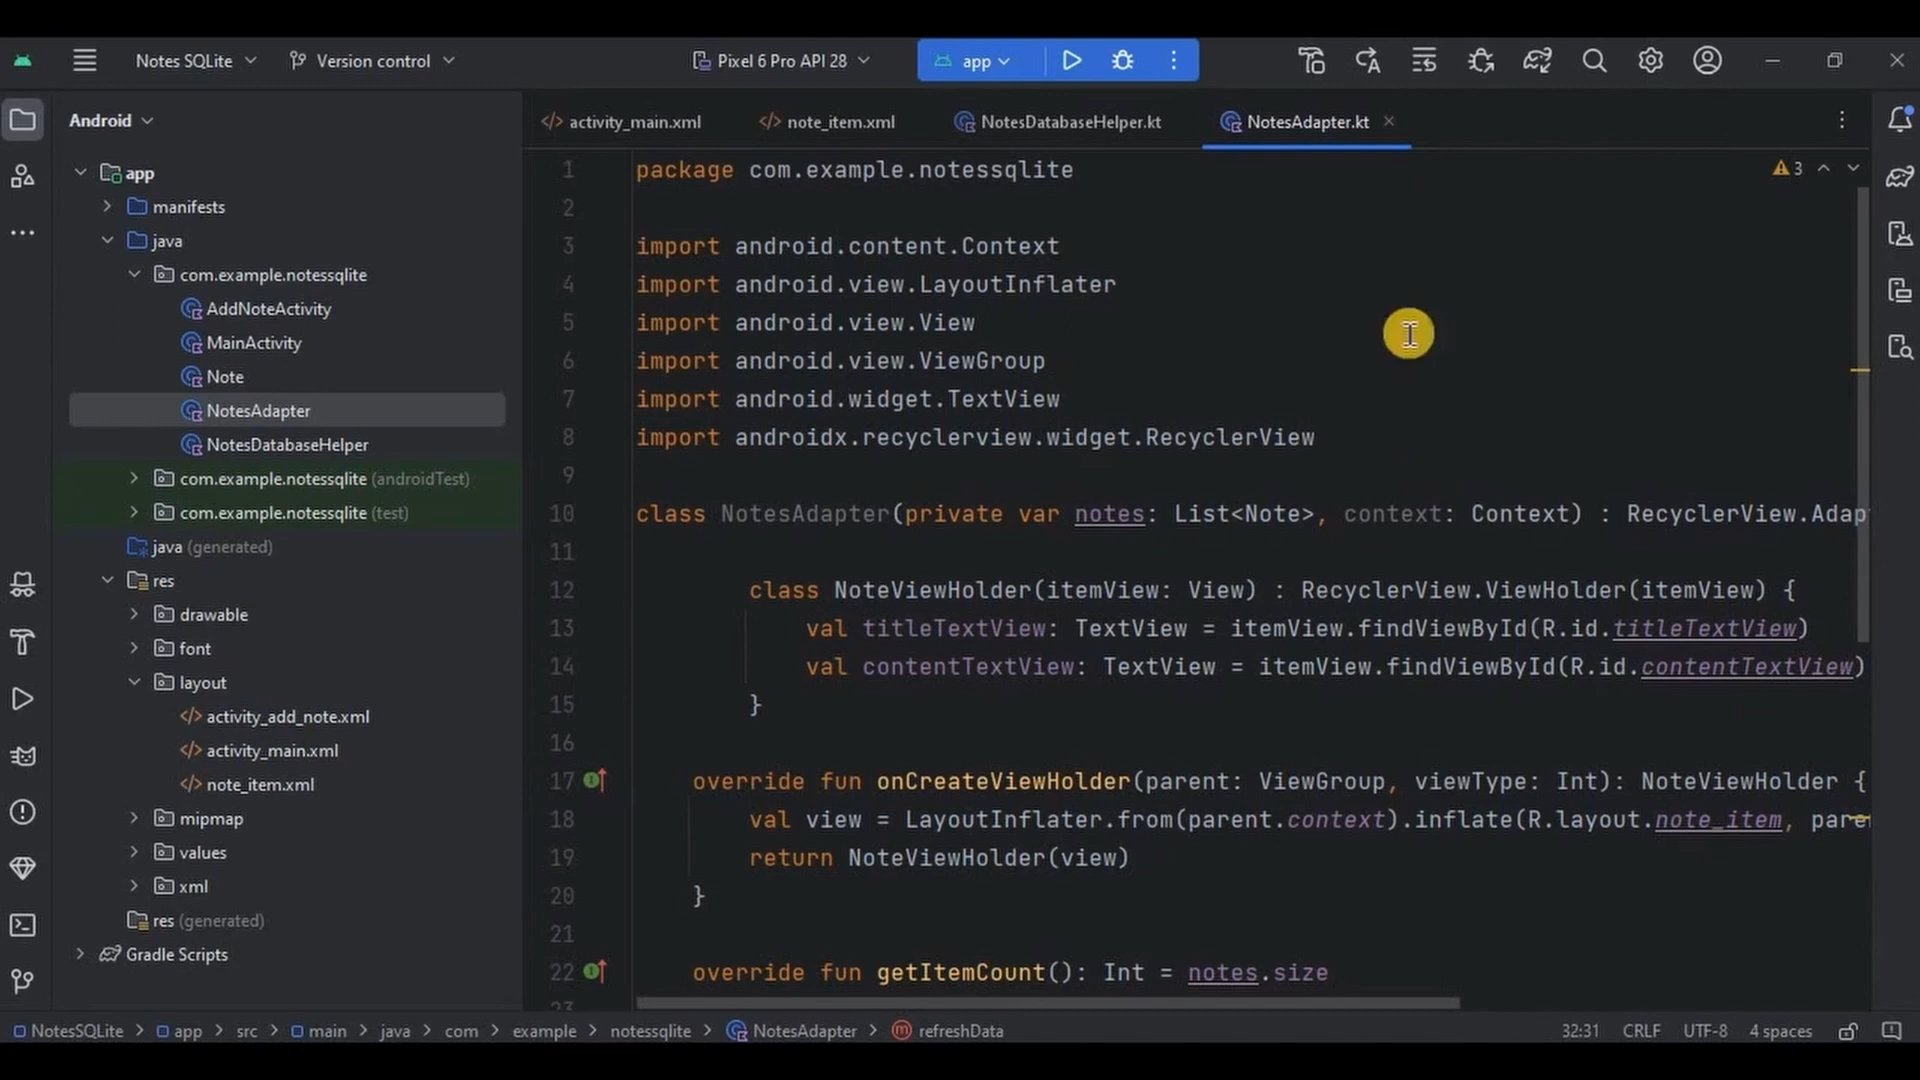 Notes SQLite
Version control
Pixel 6 Pro API 28
app
Android
activity_main.xml
note_item.xml
NotesDatabaseHelper.kt
NotesAdapter.kt
app
manifests
java
com.example.notessqlite
AddNoteActivity
MainActivity
Note
NotesAdapter
NotesDatabaseHelper
com.example.notessqlite (androidTest)
com.example.notessqlite (test)
java (generated)
res
drawable
font
layout
activity_add_note.xml
activity_main.xml
note_item.xml
mipmap
values
xml
res (generated)
Gradle Scripts
3
1 package com.example.notessqlite
2
3 import android.content.Context
4 import android.view.LayoutInflater
5 import android.view.View
6 import android.view.ViewGroup
7 import android.widget.TextView
8 import androidx.recyclerview.widget.RecyclerView
9
10 class NotesAdapter(private var notes: List<Note>, context: Context) : RecyclerView.Adap
11
12 class NoteViewHolder(itemView: View) : RecyclerView.ViewHolder(itemView) {
13 val titleTextView: TextView = itemView.findViewById(R.id.titleTextView)
14 val contentTextView: TextView = itemView.findViewById(R.id.contentTextView)
15 }
16
17 override fun onCreateViewHolder(parent: ViewGroup, viewType: Int): NoteViewHolder {
18 val view = LayoutInflater.from(parent.context).inflate(R.layout.note_item, pare
19 return NoteViewHolder(view)
20 }
21
22 override fun getItemCount(): Int = notes.size
23
NotesSQLite > app > src > main > java > com > example > notessqlite > NotesAdapter > refreshData
32:31 CRLF UTF-8 4 spaces